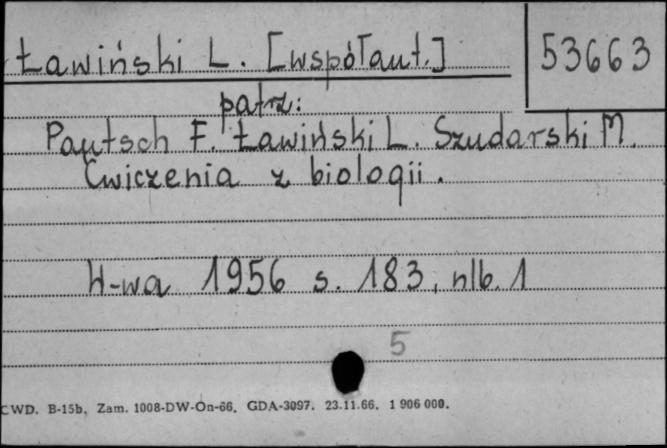 Ławiński L. [współaut.]
53663
patrz:
Pautsch F. Ławiński L. Szudarski M.
Ćwiczenia z biologii.
W-wa 1956 s. 183, nlb. 1
5
CWD. B-15b. Zam. 1008-DW-On-66. GDA-3097. 23.11.66. 1 906 000.